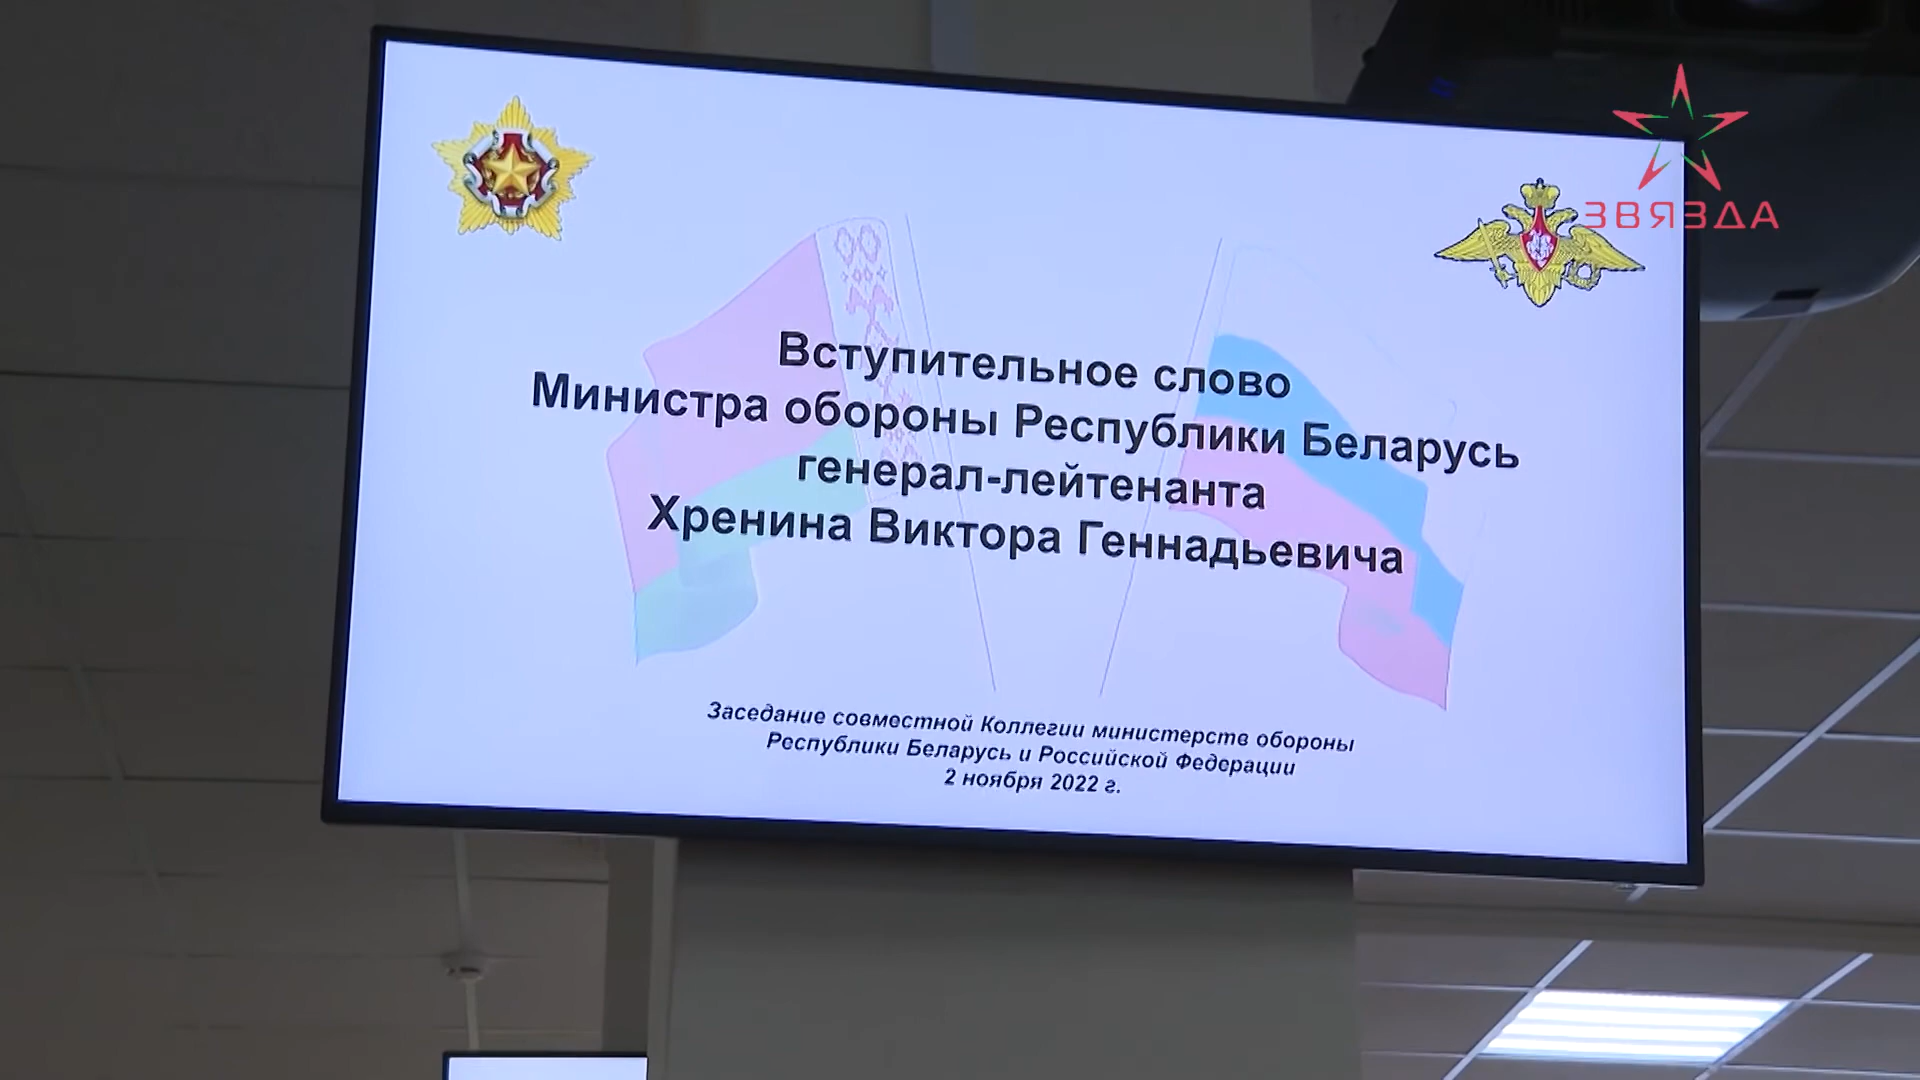 ЗВЯЗДА
Вступительное слово
Министра обороны Республики Беларусь
генерал-лейтенанта
Хренина Виктора Геннадьевича
Заседание совместной Коллегии министерств обороны
Республики Беларусь и Российской Федерации
2 ноября 2022 г.